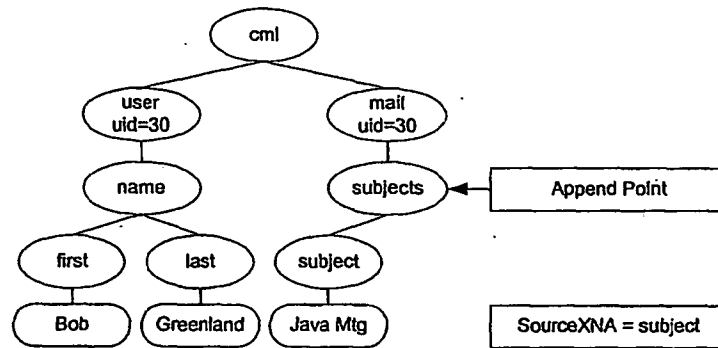 cml
user
uid=30
mail
uid=30
name
subjects
Append Point
first
last
subject
Bob
Greenland
Java Mtg
SourceXNA = subject